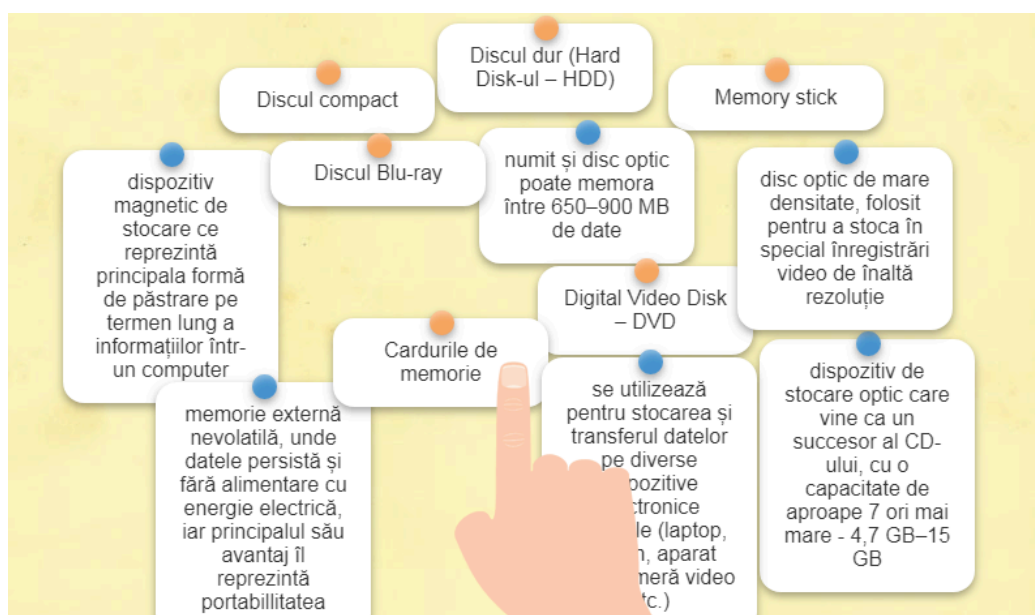 Discul dur (Hard
Disk-ul – HDD)
Discul compact
Memory stick
Discul Blu-ray
numit și disc optic
poate memora
între 650–900 MB
de date
dispozitiv
magnetic de
stocare ce
reprezintă
principala formă
de păstrare pe
termen lung a
informațiilor într-
un computer
disc optic de mare
densitate, folosit
pentru a stoca în
special înregistrări
video de înaltă
rezoluție
Digital Video Disk
– DVD
Cardurile de
memorie
memorie externă
nevolatilă, unde
datele persistă și
fără alimentare cu
energie electrică,
iar principalul său
avantaj îl
reprezintă
portabillitatea
se utilizează
pentru stocarea și
transferul datelor
pe diverse
(laptop,
aparat
video
dispozitiv de
stocare optic care
vine ca un
succesor al CD-
ului, cu o
capacitate de
aproape 7 ori mai
mare - 4,7 GB–15
GB